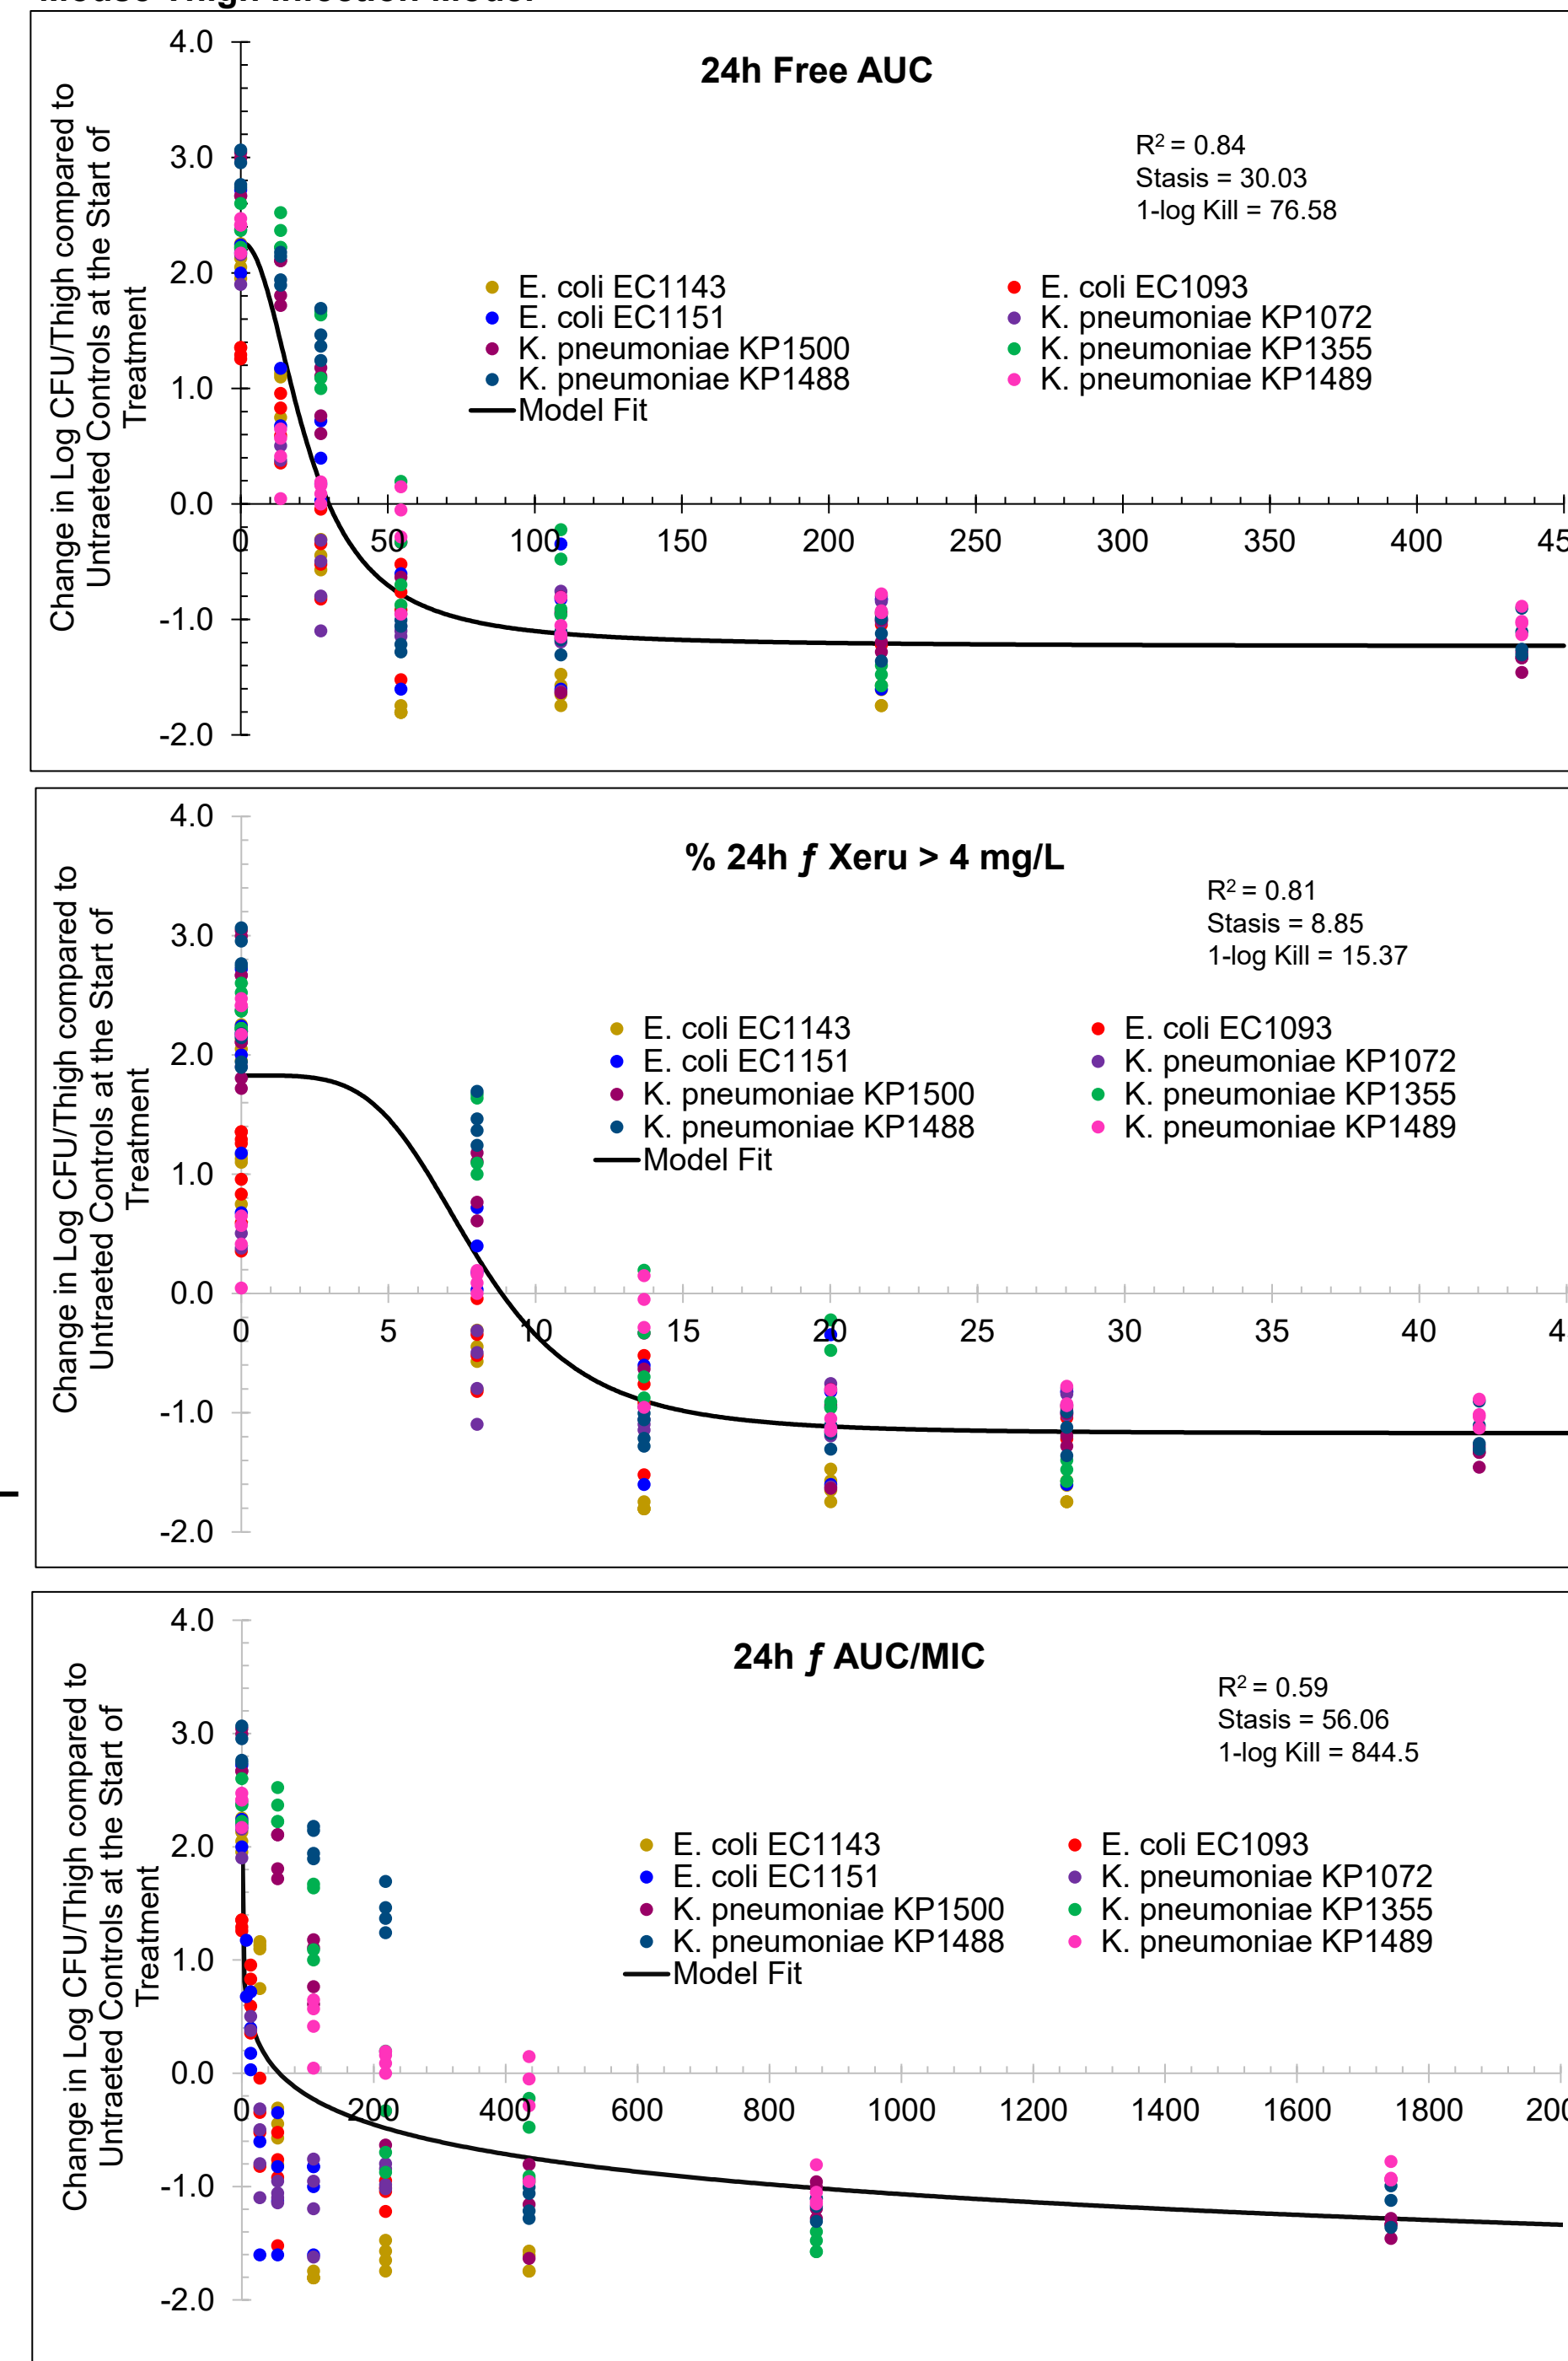 Mouse Thigh Infection Model
24h Free AUC
R² = 0.84
Stasis = 30.03
1-log Kill = 76.58
E. coli EC1143
E. coli EC1093
E. coli EC1151
K. pneumoniae KP1072
K. pneumoniae KP1500
K. pneumoniae KP1355
K. pneumoniae KP1488
K. pneumoniae KP1489
Model Fit
Change in Log CFU/Thigh compared to
Untraeted Controls at the Start of
Treatment
4.0
3.0
2.0
1.0
0.0
-1.0
-2.0
0 50 100 150 200 250 300 350 400 45
% 24h ƒ Xeru > 4 mg/L
R² = 0.81
Stasis = 8.85
1-log Kill = 15.37
E. coli EC1143
E. coli EC1093
E. coli EC1151
K. pneumoniae KP1072
K. pneumoniae KP1500
K. pneumoniae KP1355
K. pneumoniae KP1488
K. pneumoniae KP1489
Model Fit
Change in Log CFU/Thigh compared to
Untraeted Controls at the Start of
Treatment
4.0
3.0
2.0
1.0
0.0
-1.0
-2.0
0 5 10 15 20 25 30 35 40 4
24h ƒ AUC/MIC
R² = 0.59
Stasis = 56.06
1-log Kill = 844.5
E. coli EC1143
E. coli EC1093
E. coli EC1151
K. pneumoniae KP1072
K. pneumoniae KP1500
K. pneumoniae KP1355
K. pneumoniae KP1488
K. pneumoniae KP1489
Model Fit
Change in Log CFU/Thigh compared to
Untraeted Controls at the Start of
Treatment
4.0
3.0
2.0
1.0
0.0
-1.0
-2.0
0 200 400 600 800 1000 1200 1400 1600 1800 200